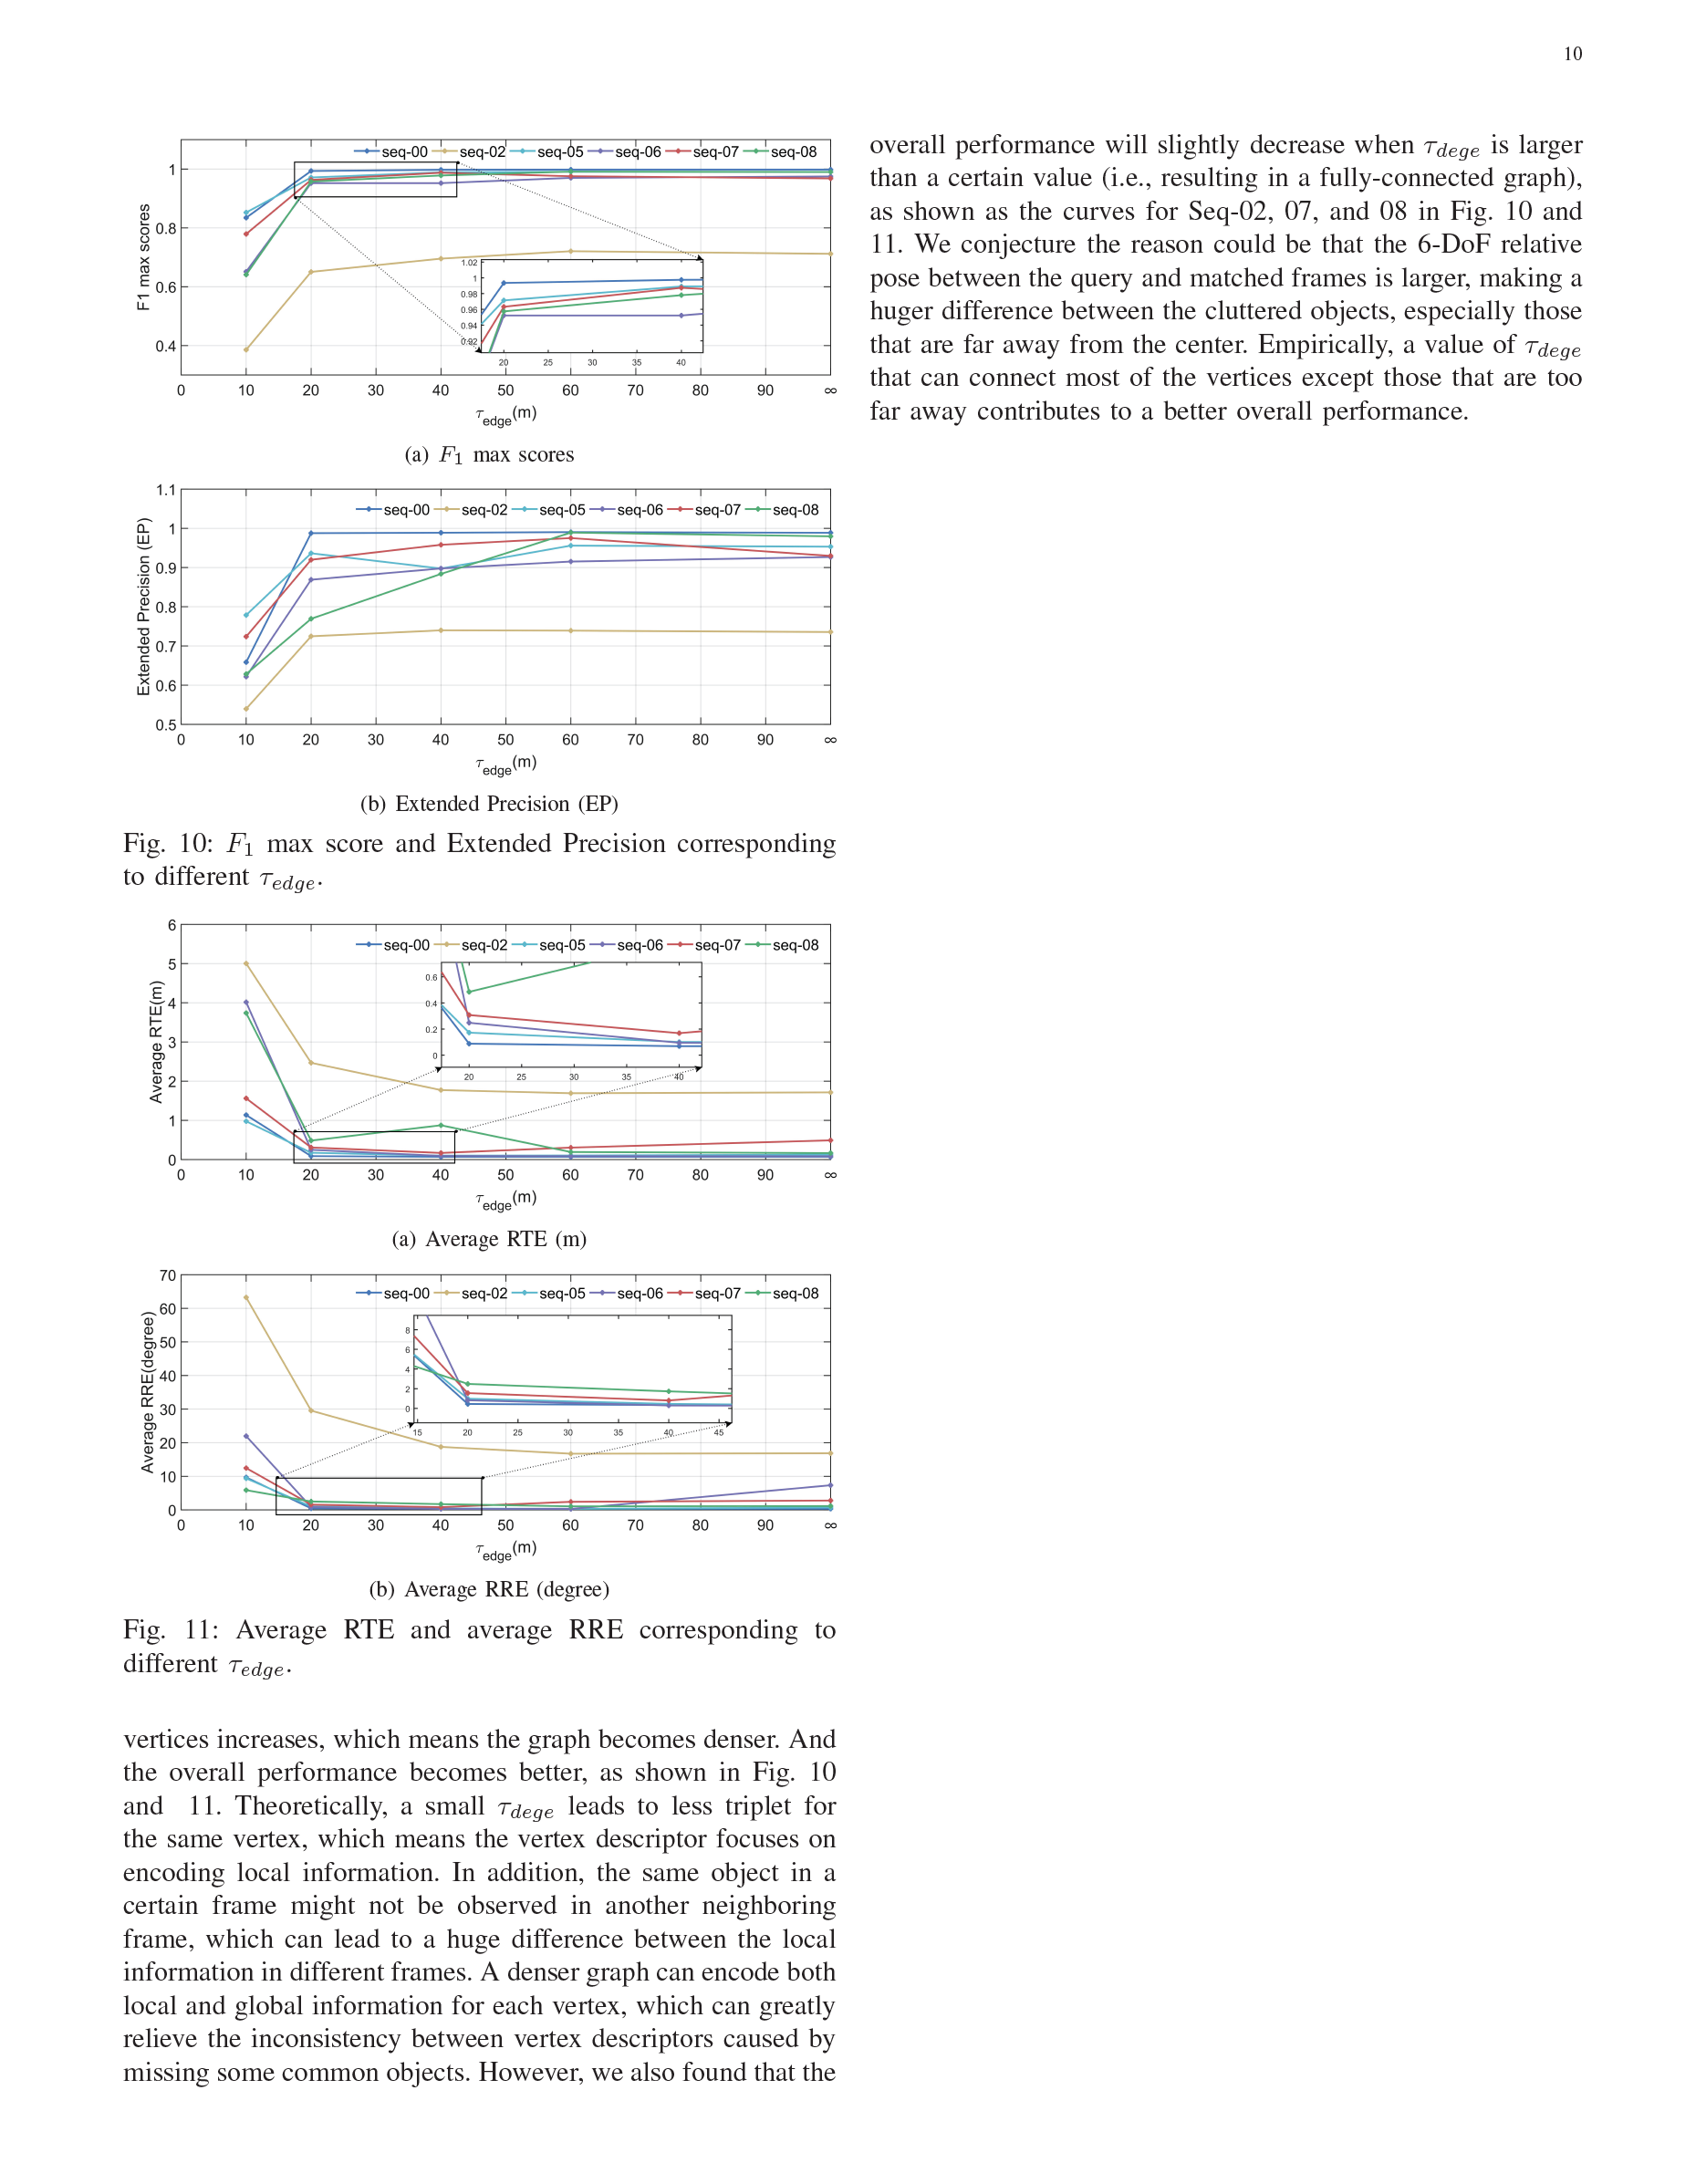 10
seq-00 seq-02 seq-05 seq-06 seq-07 seq-08
1
0.8
0.6
0.4
F1 max scores
1.02
1
0.98
0.96
0.94
0.92
20 25 30 35 40
0 10 20 30 40 50 60 70 80 90 ∞
τedge(m)
(a) F1 max scores
1.1
1
0.9
0.8
0.7
0.6
0.5
Extended Precision (EP)
seq-00 seq-02 seq-05 seq-06 seq-07 seq-08
0 10 20 30 40 50 60 70 80 90 ∞
τedge(m)
(b) Extended Precision (EP)
Fig. 10: F1 max score and Extended Precision corresponding
to different τedge.
6
5
4
3
2
1
0
Average RTE(m)
seq-00 seq-02 seq-05 seq-06 seq-07 seq-08
0.6
0.4
0.2
0
20 25 30 35 40
0 10 20 30 40 50 60 70 80 90 ∞
τedge(m)
(a) Average RTE (m)
70
60
50
40
30
20
10
0
Average RRE(degree)
seq-00 seq-02 seq-05 seq-06 seq-07 seq-08
8
6
4
2
0
15 20 25 30 35 40 45
0 10 20 30 40 50 60 70 80 90 ∞
τedge(m)
(b) Average RRE (degree)
Fig. 11: Average RTE and average RRE corresponding to
different τedge.
vertices increases, which means the graph becomes denser. And
the overall performance becomes better, as shown in Fig. 10
and 11. Theoretically, a small τdege leads to less triplet for
the same vertex, which means the vertex descriptor focuses on
encoding local information. In addition, the same object in a
certain frame might not be observed in another neighboring
frame, which can lead to a huge difference between the local
information in different frames. A denser graph can encode both
local and global information for each vertex, which can greatly
relieve the inconsistency between vertex descriptors caused by
missing some common objects. However, we also found that the
overall performance will slightly decrease when τdege is larger
than a certain value (i.e., resulting in a fully-connected graph),
as shown as the curves for Seq-02, 07, and 08 in Fig. 10 and
11. We conjecture the reason could be that the 6-DoF relative
pose between the query and matched frames is larger, making a
huger difference between the cluttered objects, especially those
that are far away from the center. Empirically, a value of τdege
that can connect most of the vertices except those that are too
far away contributes to a better overall performance.